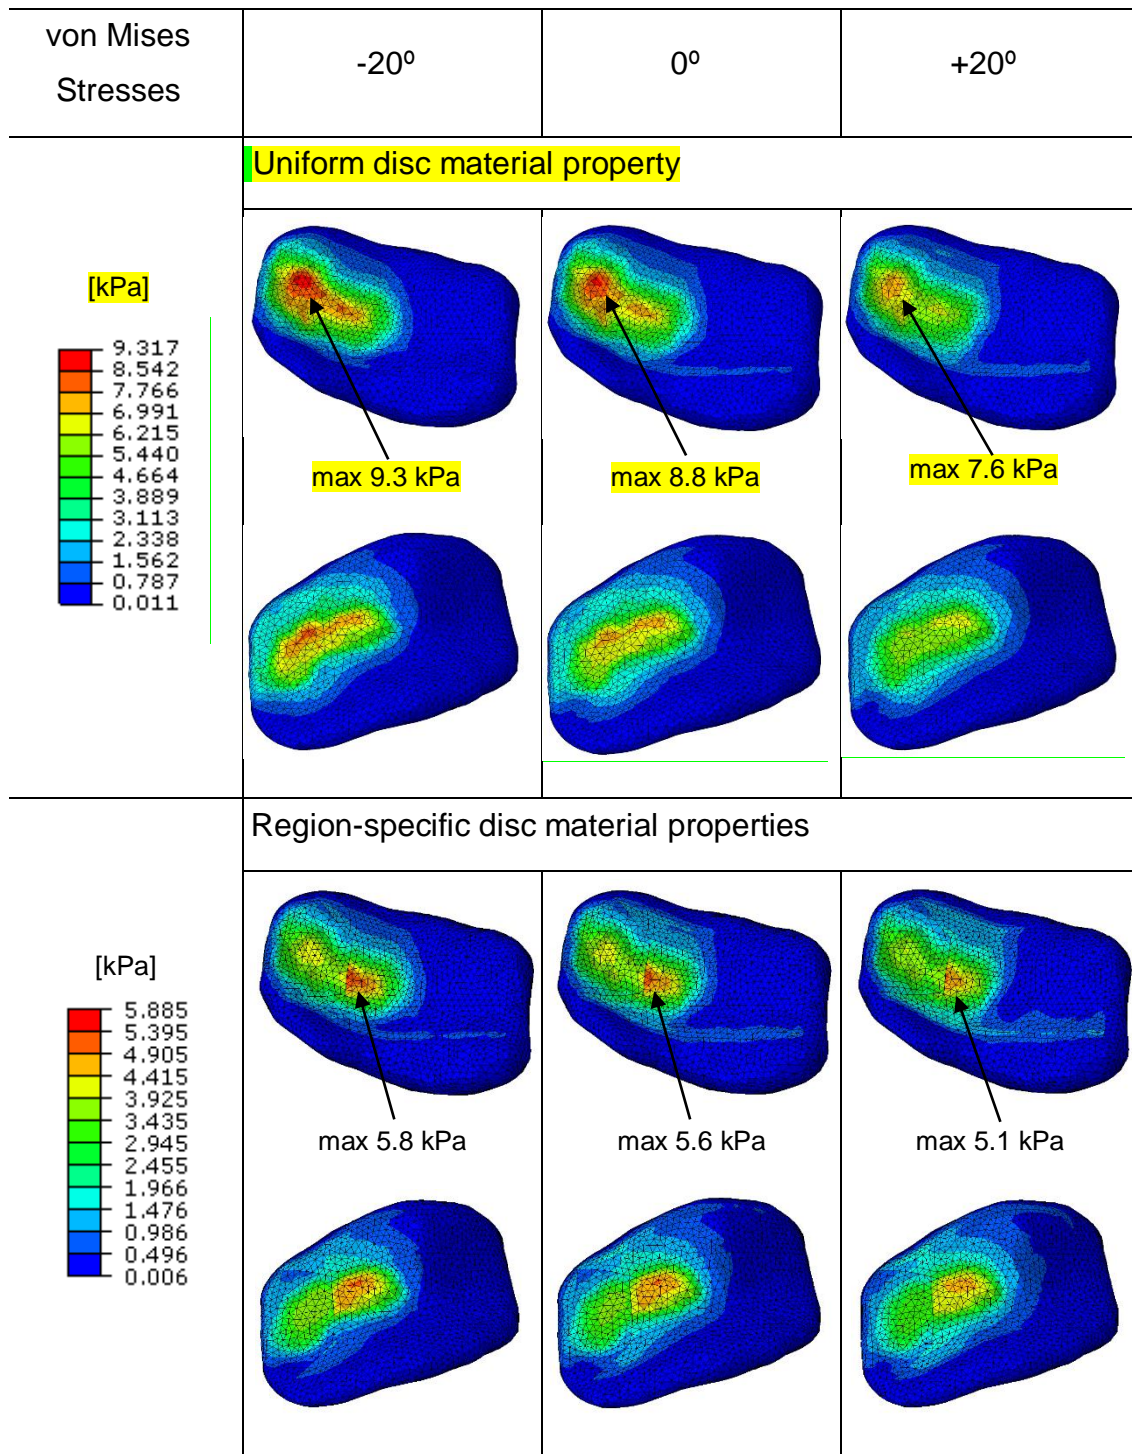 von Mises
Stresses
-20º
0º
+20º
Uniform disc material property
[kPa]
9.317
8.542
7.766
6.991
6.215
5.440
4.664
3.889
3.113
2.338
1.562
0.787
0.011
max 9.3 kPa
max 8.8 kPa
max 7.6 kPa
Region-specific disc material properties
[kPa]
5.885
5.395
4.905
4.415
3.925
3.435
2.945
2.455
1.966
1.476
0.986
0.496
0.006
max 5.8 kPa
max 5.6 kPa
max 5.1 kPa